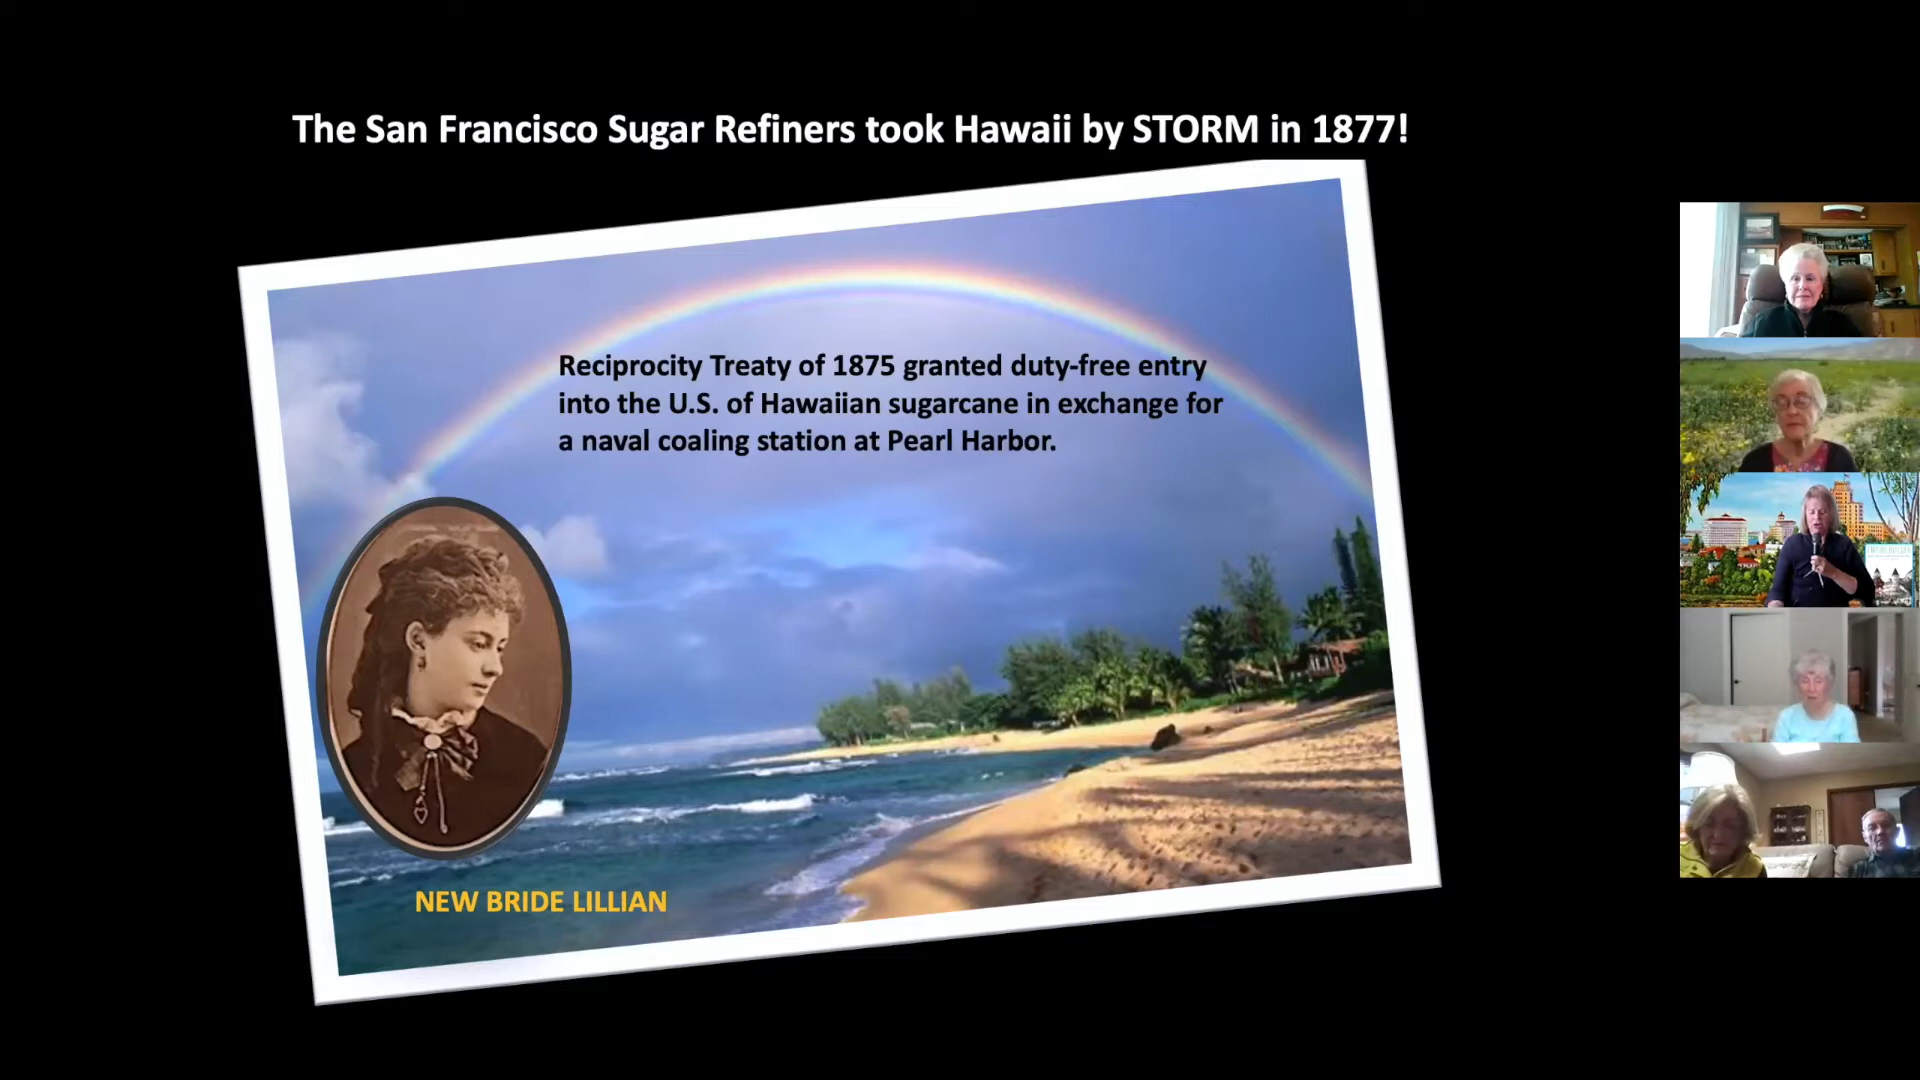 The San Francisco Sugar Refiners took Hawaii by STORM in 1877!
Reciprocity Treaty of 1875 granted duty-free entry
into the U.S. of Hawaiian sugarcane in exchange for
a naval coaling station at Pearl Harbor.
NEW BRIDE LILLIAN